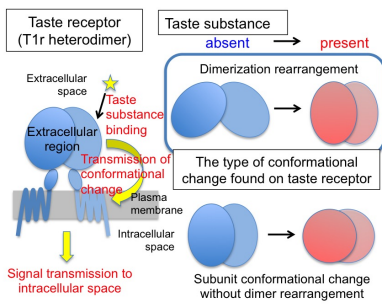 Taste receptor
(T1r heterodimer)
Taste substance
absent
present
Extracellular
space
Taste
substance
binding
Extracellular
region
Transmission of
conformational
change
Plasma
membrane
Intracellular
space
Signal transmission to
intracellular space
Dimerization rearrangement
The type of conformational
change found on taste receptor
Subunit conformational change
without dimer rearrangement